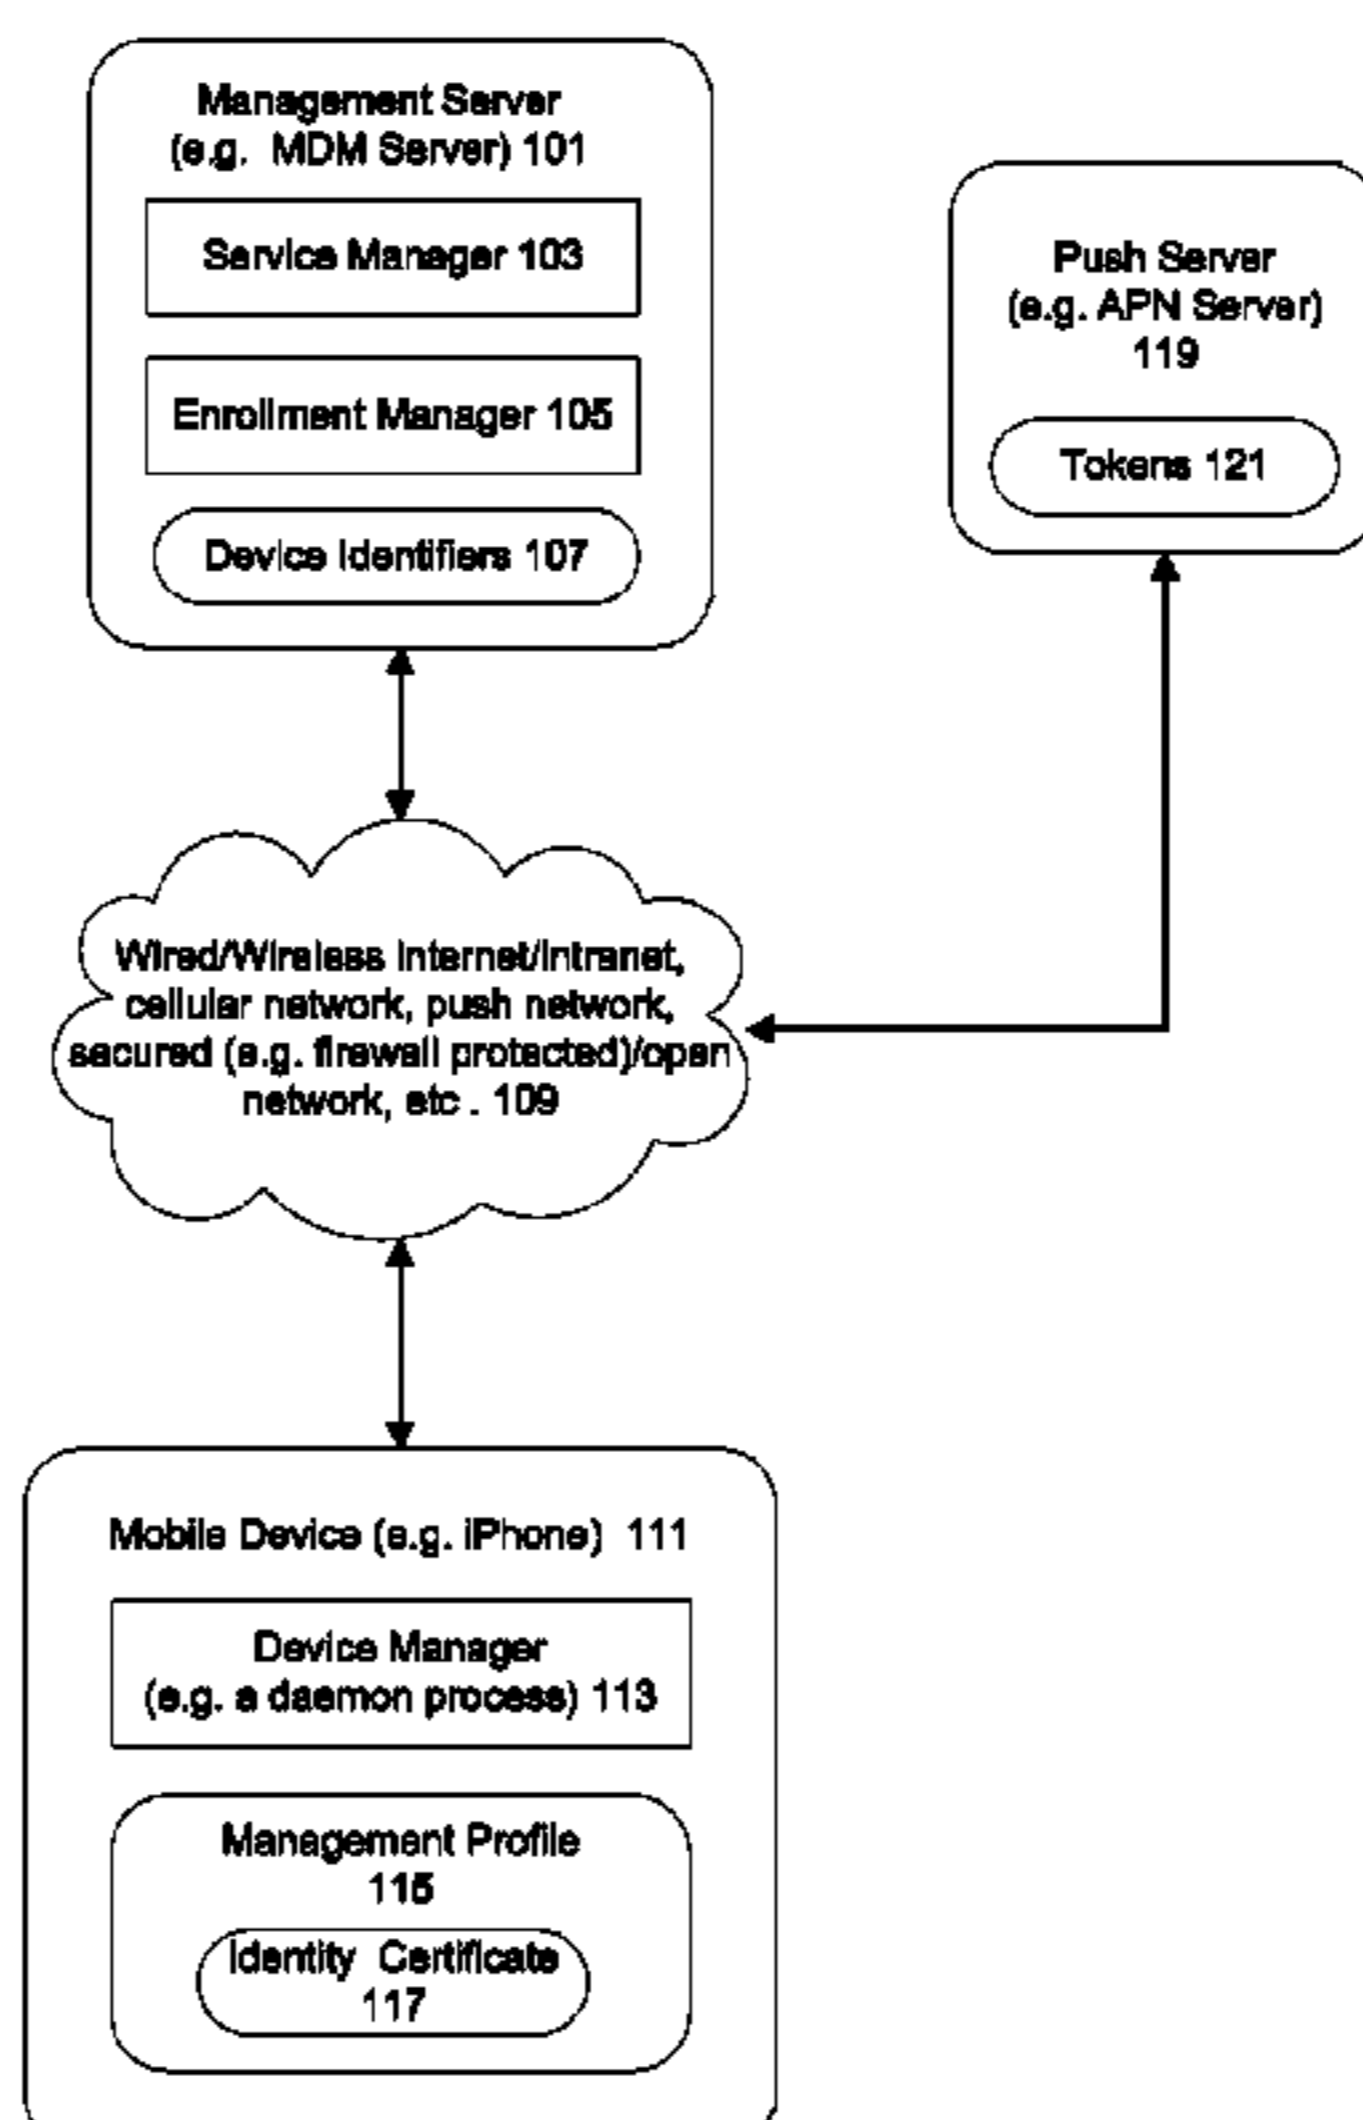 Management Server
(e.g. MDM Server) 101
Service Manager 103
Enrollment Manager 105
Device Identifiers 107
Push Server
(e.g. APN Server)
119
Tokens 121
Wired/Wireless Internet/Intranet,
cellular network, push network,
secured (e.g. firewall protected)/open
network, etc . 109
Mobile Device (e.g. iPhone) 111
Device Manager
(e.g. a daemon process) 113
Management Profile
115
Identity Certificate
117